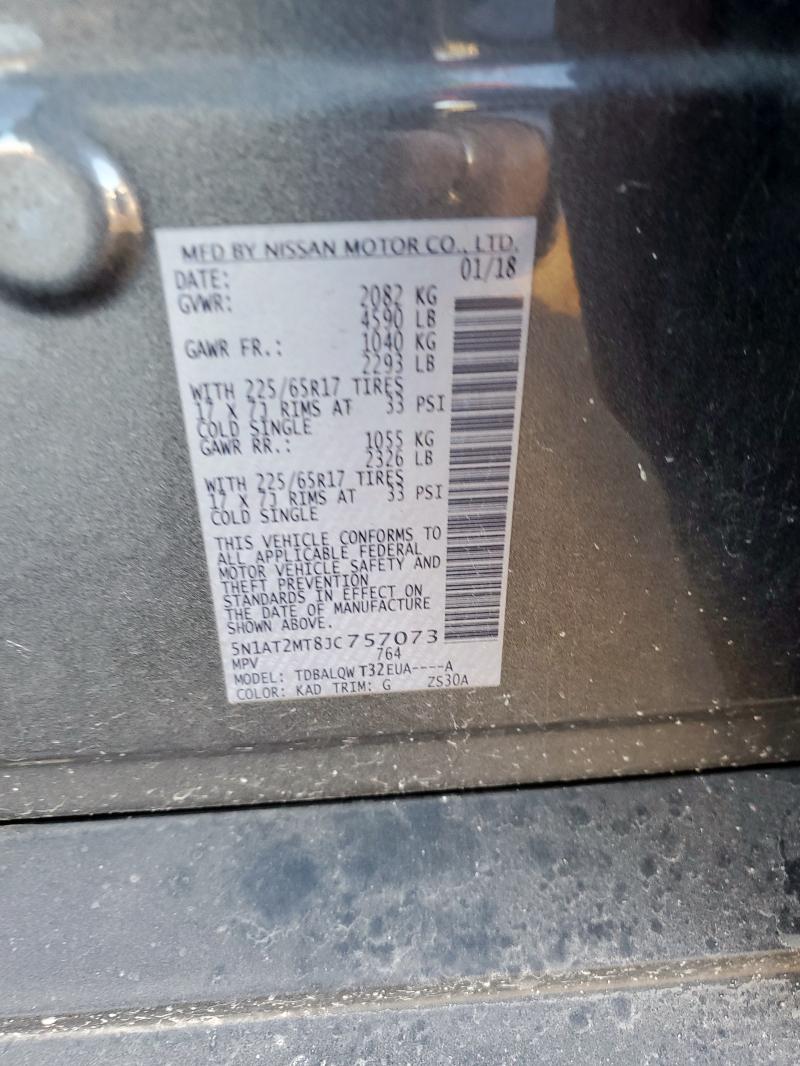 MFD BY NISSAN MOTOR CO., LTD.
DATE: 01/18
GVWR: 2082 KG
4590 LB
GAWR FR.: 1040 KG
2293 LB
WITH 225/65R17 TIRES
17 X 7J RIMS AT 33 PSI
COLD SINGLE
GAWR RR.: 1055 KG
2326 LB
WITH 225/65R17 TIRES
17 X 7J RIMS AT 33 PSI
COLD SINGLE
THIS VEHICLE CONFORMS TO
ALL APPLICABLE FEDERAL
MOTOR VEHICLE SAFETY AND
THEFT PREVENTION
STANDARDS IN EFFECT ON
THE DATE OF MANUFACTURE
SHOWN ABOVE.
5N1AT2MT8JC757073
MPV 764
MODEL: TDBALQW T32EUA----A
COLOR: KAD TRIM: G ZS30A